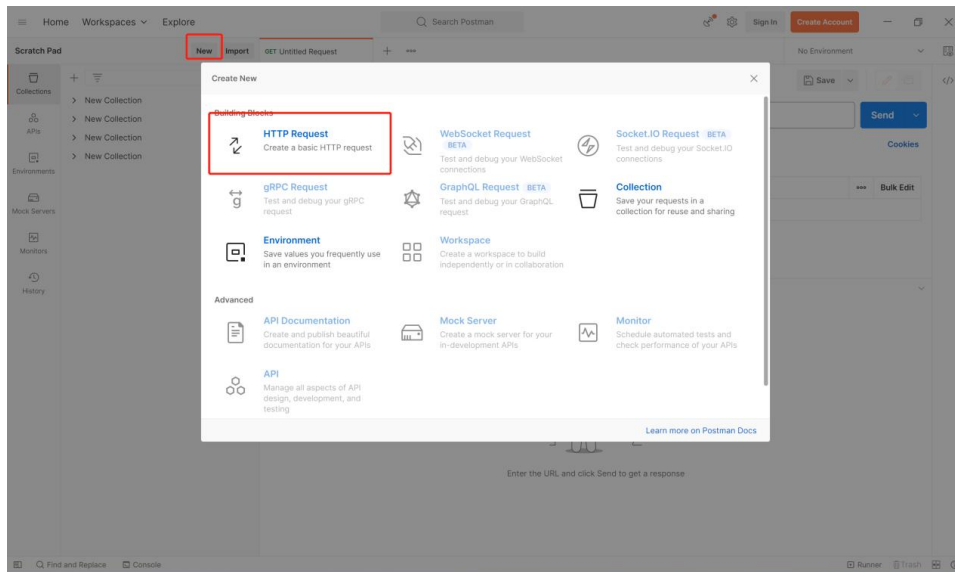 Home Workspaces Explore Search Postman Sign In Create Account
Scratch Pad New Import GET Untitled Request No Environment
Create New
Collections
APIs
Environments
Mock Servers
Monitors
History
New Collection
New Collection
New Collection
New Collection
Building Blocks
HTTP Request
Create a basic HTTP request
WebSocket Request
BETA
Test and debug your WebSocket
connections
Socket.IO Request BETA
Test and debug your Socket.IO
connections
gRPC Request
Test and debug your gRPC
request
GraphQL Request BETA
Test and debug your GraphQL
request
Collection
Save your requests in a
collection for reuse and sharing
Environment
Save values you frequently use
in an environment
Workspace
Create a workspace to build
independently or in collaboration
Advanced
API Documentation
Create and publish beautiful
documentation for your APIs
Mock Server
Create a mock server for your
in-development APIs
Monitor
Schedule automated tests and
check performance of your APIs
API
Manage all aspects of API
design, development, and
testing
Learn more on Postman Docs
Save
Send
Cookies
Bulk Edit
Enter the URL and click Send to get a response
Find and Replace Console Runner Trash